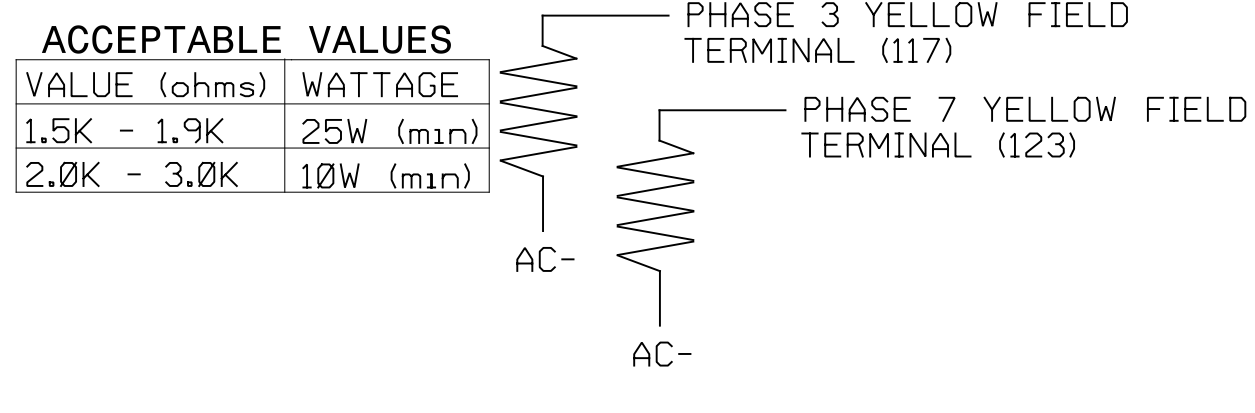 ACCEPTABLE VALUES
VALUE (ohms) WATTAGE
1.5K - 1.9K 25W (min)
2.0K - 3.0K 10W (min)
PHASE 3 YELLOW FIELD
TERMINAL (117)
AC-
PHASE 7 YELLOW FIELD
TERMINAL (123)
AC-